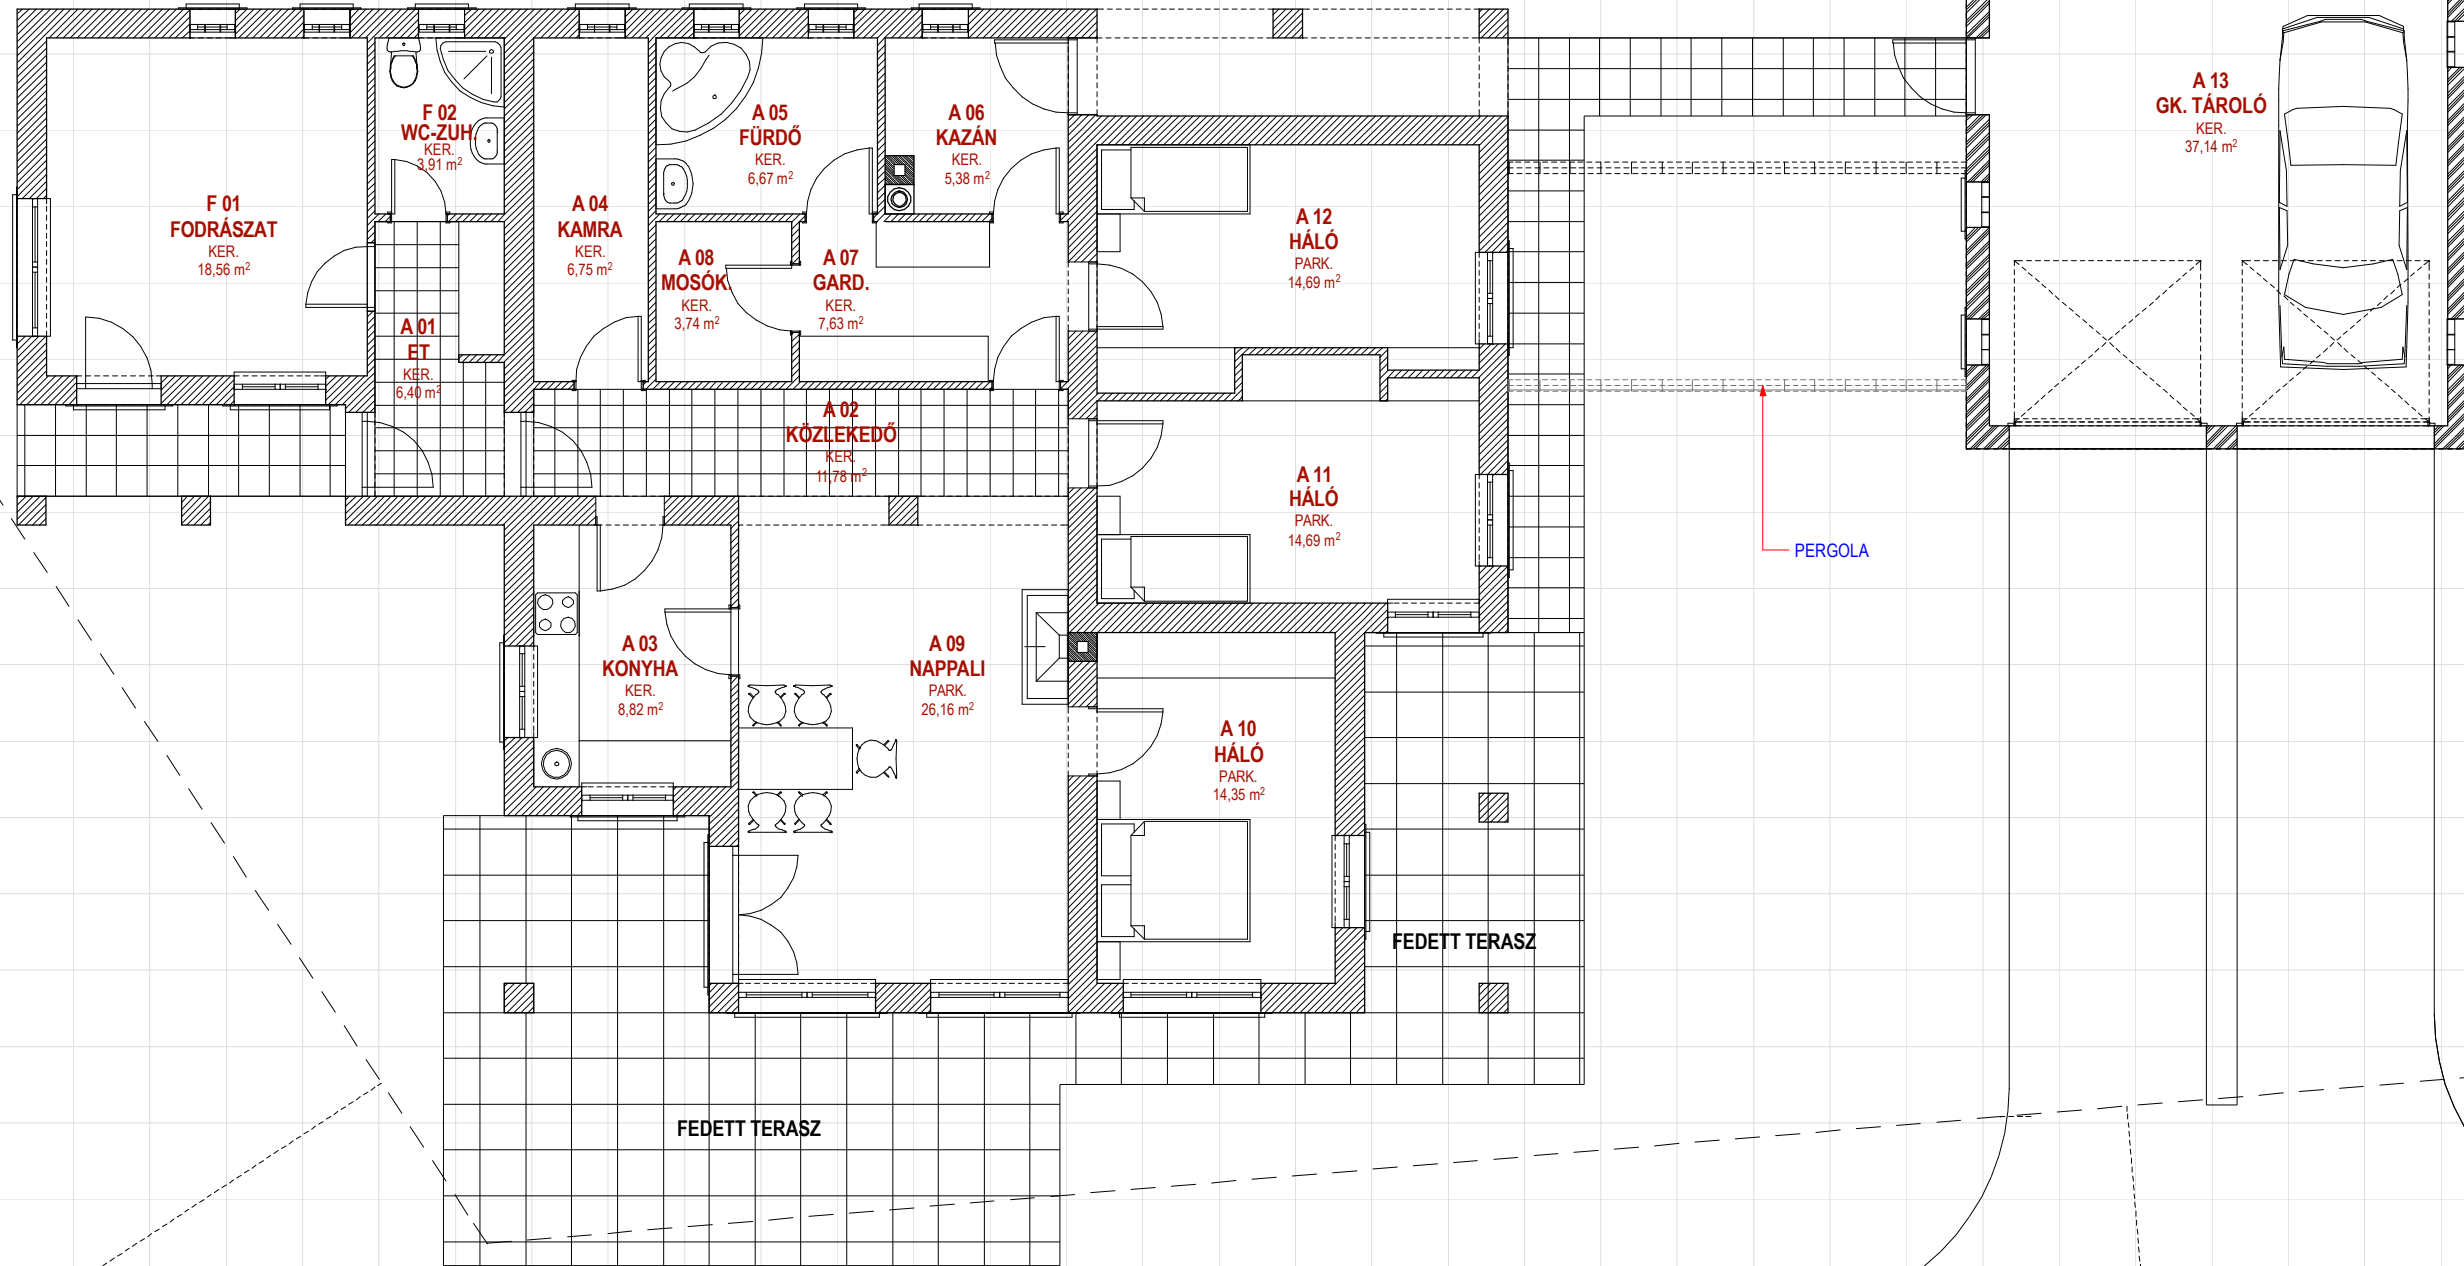 F 01
FODRÁSZAT
KER.
18,56 m²
F 02
WC-ZUH.
KER.
3,91 m²
A 01
ET
KER.
6,40 m²
A 04
KAMRA
KER.
6,75 m²
A 05
FÜRDŐ
KER.
6,67 m²
A 06
KAZÁN
KER.
5,38 m²
A 08
MOSÓK.
KER.
3,74 m²
A 07
GARD.
KER.
7,63 m²
A 02
KÖZLEKEDŐ
KER.
11,78 m²
A 12
HÁLÓ
PARK.
14,69 m²
A 11
HÁLÓ
PARK.
14,69 m²
A 13
GK. TÁROLÓ
KER.
37,14 m²
PERGOLA
A 03
KONYHA
KER.
8,82 m²
A 09
NAPPALI
PARK.
26,16 m²
A 10
HÁLÓ
PARK.
14,35 m²
FEDETT TERASZ
FEDETT TERASZ